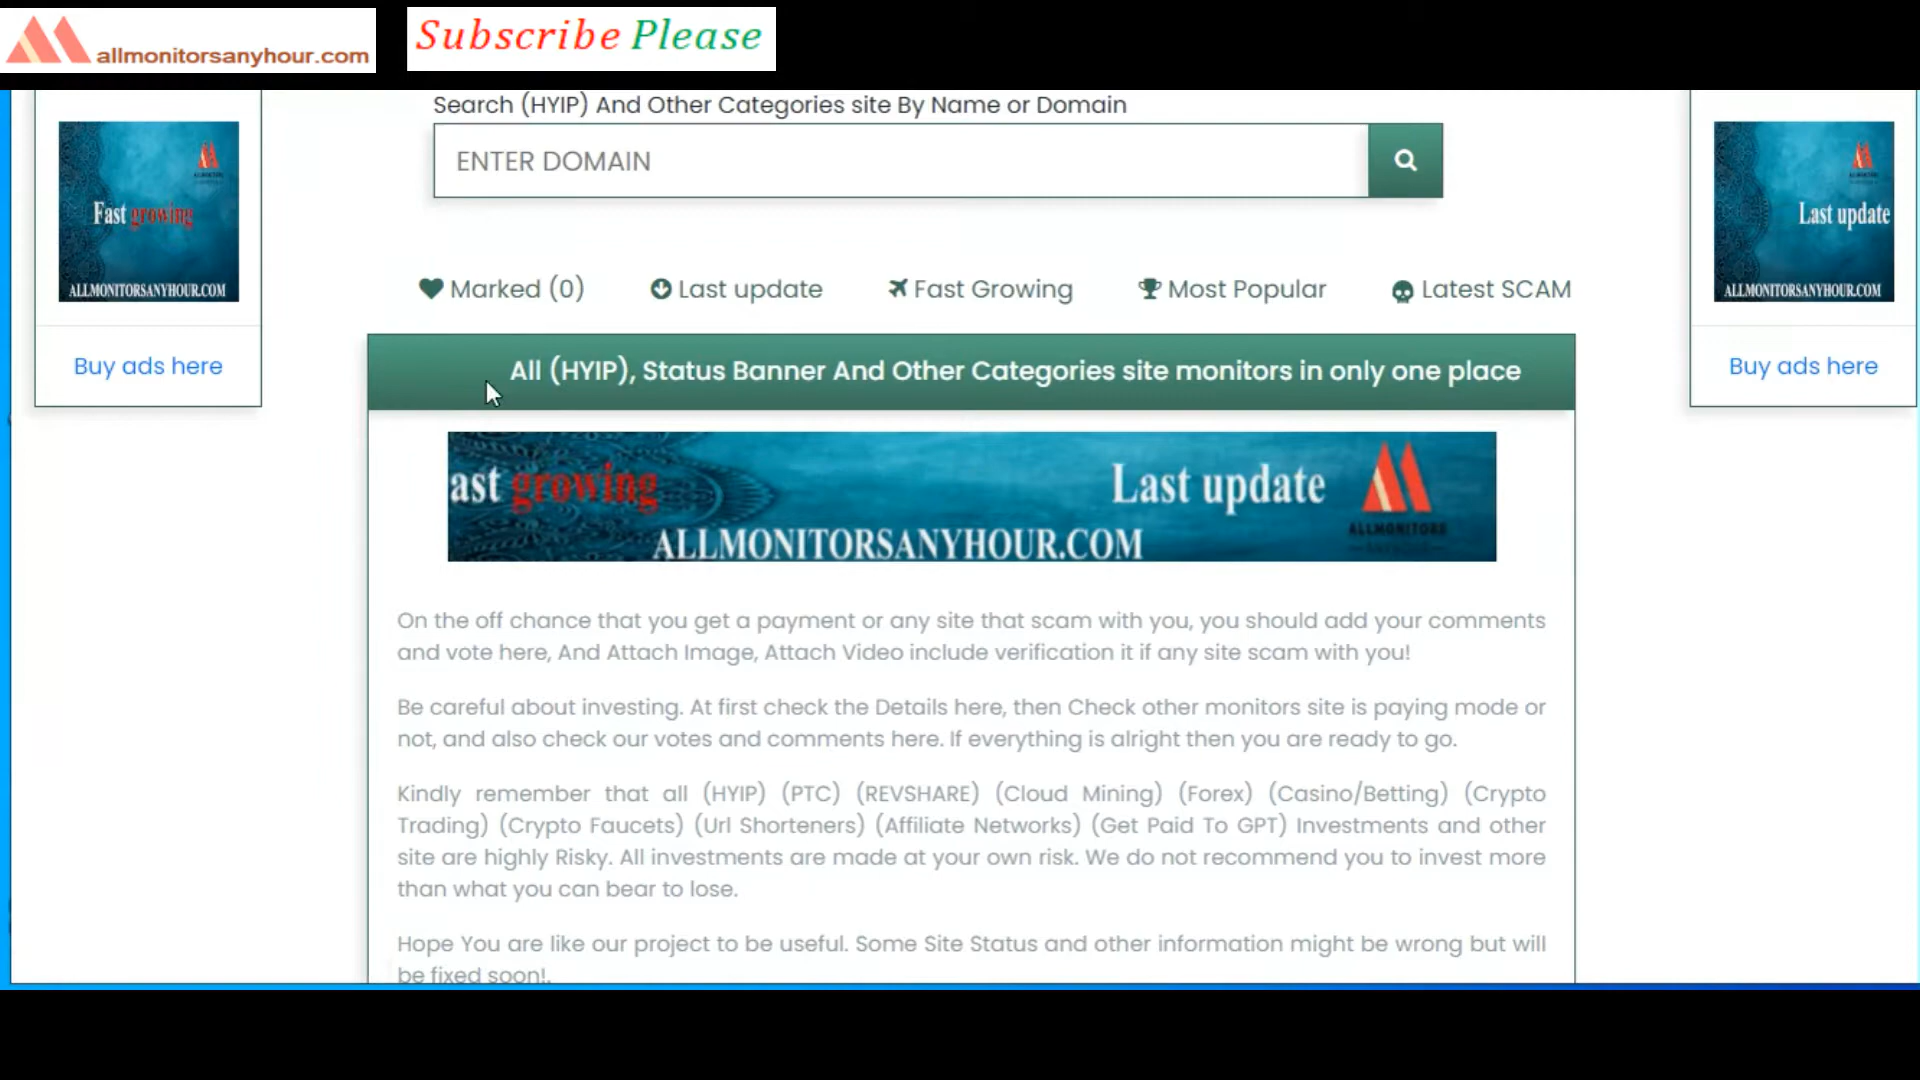 allmonitorsanyhour.com
Subscribe Please
Search (HYIP) And Other Categories site By Name or Domain
ENTER DOMAIN
Fast growing
ALLMONITORSANYHOUR.COM
Buy ads here
Last update
ALLMONITORSANYHOUR.COM
Buy ads here
Marked (0) Last update Fast Growing Most Popular Latest SCAM
All (HYIP), Status Banner And Other Categories site monitors in only one place
ast growing Last update
ALLMONITORS
ALLMONITORSANYHOUR.COM
On the off chance that you get a payment or any site that scam with you, you should add your comments
and vote here, And Attach Image, Attach Video include verification it if any site scam with you!
Be careful about investing. At first check the Details here, then Check other monitors site is paying mode or
not, and also check our votes and comments here. If everything is alright then you are ready to go.
Kindly remember that all (HYIP) (PTC) (REVSHARE) (Cloud Mining) (Forex) (Casino/Betting) (Crypto
Trading) (Crypto Faucets) (Url Shorteners) (Affiliate Networks) (Get Paid To GPT) Investments and other
site are highly Risky. All investments are made at your own risk. We do not recommend you to invest more
than what you can bear to lose.
Hope You are like our project to be useful. Some Site Status and other information might be wrong but will
be fixed soon!.